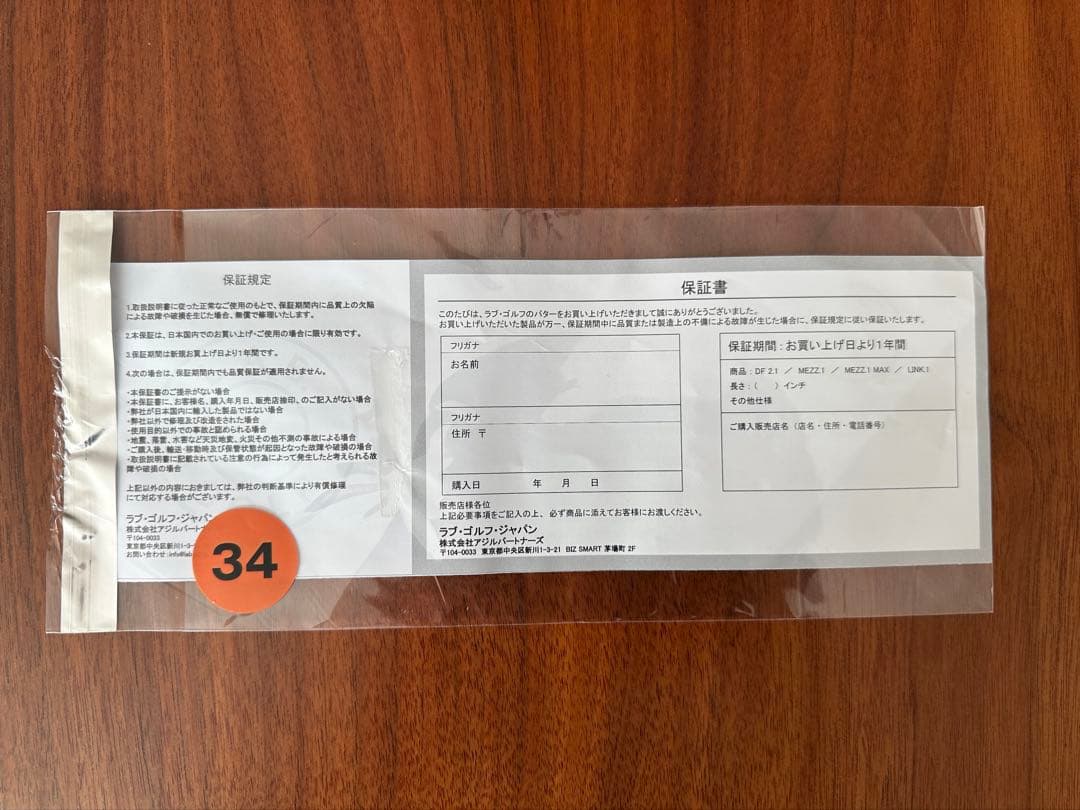 保証規定
1.取扱説明書に従った正常なご使用のもとで、保証期間内に品質上の欠陥
による故障や破損を生じた場合、無償で修理いたします。
2.本保証は、日本国内でのお買い上げ・ご使用の場合に限り有効です。
3.保証期間は新規お買上げ日より1年間です。
4.次の場合は、保証期間内でも品質保証が適用されません。
・本保証書のご提示がない場合
・本保証書に、お客様名、購入年月日、販売店捺印、のご記入がない場合
・弊社が日本国内に輸入した製品ではない場合
・弊社以外で修理及び改造をされた場合
・使用目的以外での事故と認められる場合
・地震、落雷、水害など天災地変、火災その他不測の事故による場合
・ご購入後、輸送・移動時及び保管状態が起因となった故障や破損の場合
・取扱説明書に記載されている注意の行為によって発生したと考えられる故
障や破損の場合
上記以外の内容におきましては、弊社の判断基準により有償修理
にて対応する場合がございます。
ラブ・ゴルフ・ジャパン
株式会社アジルパートナー
〒104-0033
東京都中央区新川1-3-
お問い合わせ:info@lab
34
保証書
このたびは、ラブ・ゴルフのパターをお買い上げいただきまして誠にありがとうございました。
お買い上げいただいた製品が万一、保証期間中に品質または製造上の不備による故障が生じた場合に、保証規定に従い保証いたします。
フリガナ
お名前
フリガナ
住所 〒
購入日 年 月 日
保証期間：お買い上げ日より1年間
商品：DF 2.1 ／ MEZZ.1 ／ MEZZ.1 MAX ／ LINK.1
長さ：（ ）インチ
その他仕様
ご購入販売店名（店名・住所・電話番号）
販売店様各位
上記必要事項をご記入の上、必ず商品に添えてお客様にお渡しください。
ラブ・ゴルフ・ジャパン
株式会社アジルパートナーズ
〒104-0033 東京都中央区新川1-3-21 BIZ SMART 茅場町 2F